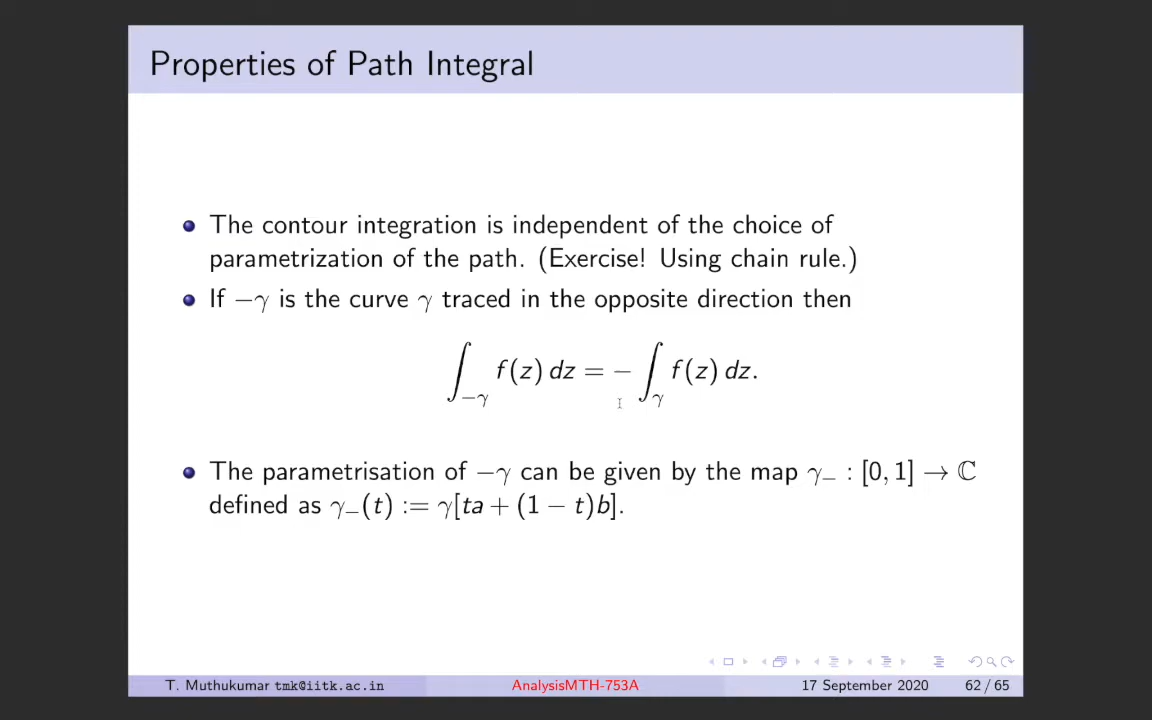 Properties of Path Integral
The contour integration is independent of the choice of
parametrization of the path. (Exercise! Using chain rule.)
If −γ is the curve γ traced in the opposite direction then
∫_{−γ} f(z) dz = − ∫_γ f(z) dz.
The parametrisation of −γ can be given by the map γ₋ : [0, 1] → ℂ
defined as γ₋(t) := γ[ta + (1 − t)b].
T. Muthukumar tmk@iitk.ac.in AnalysisMTH-753A 17 September 2020 62 / 65